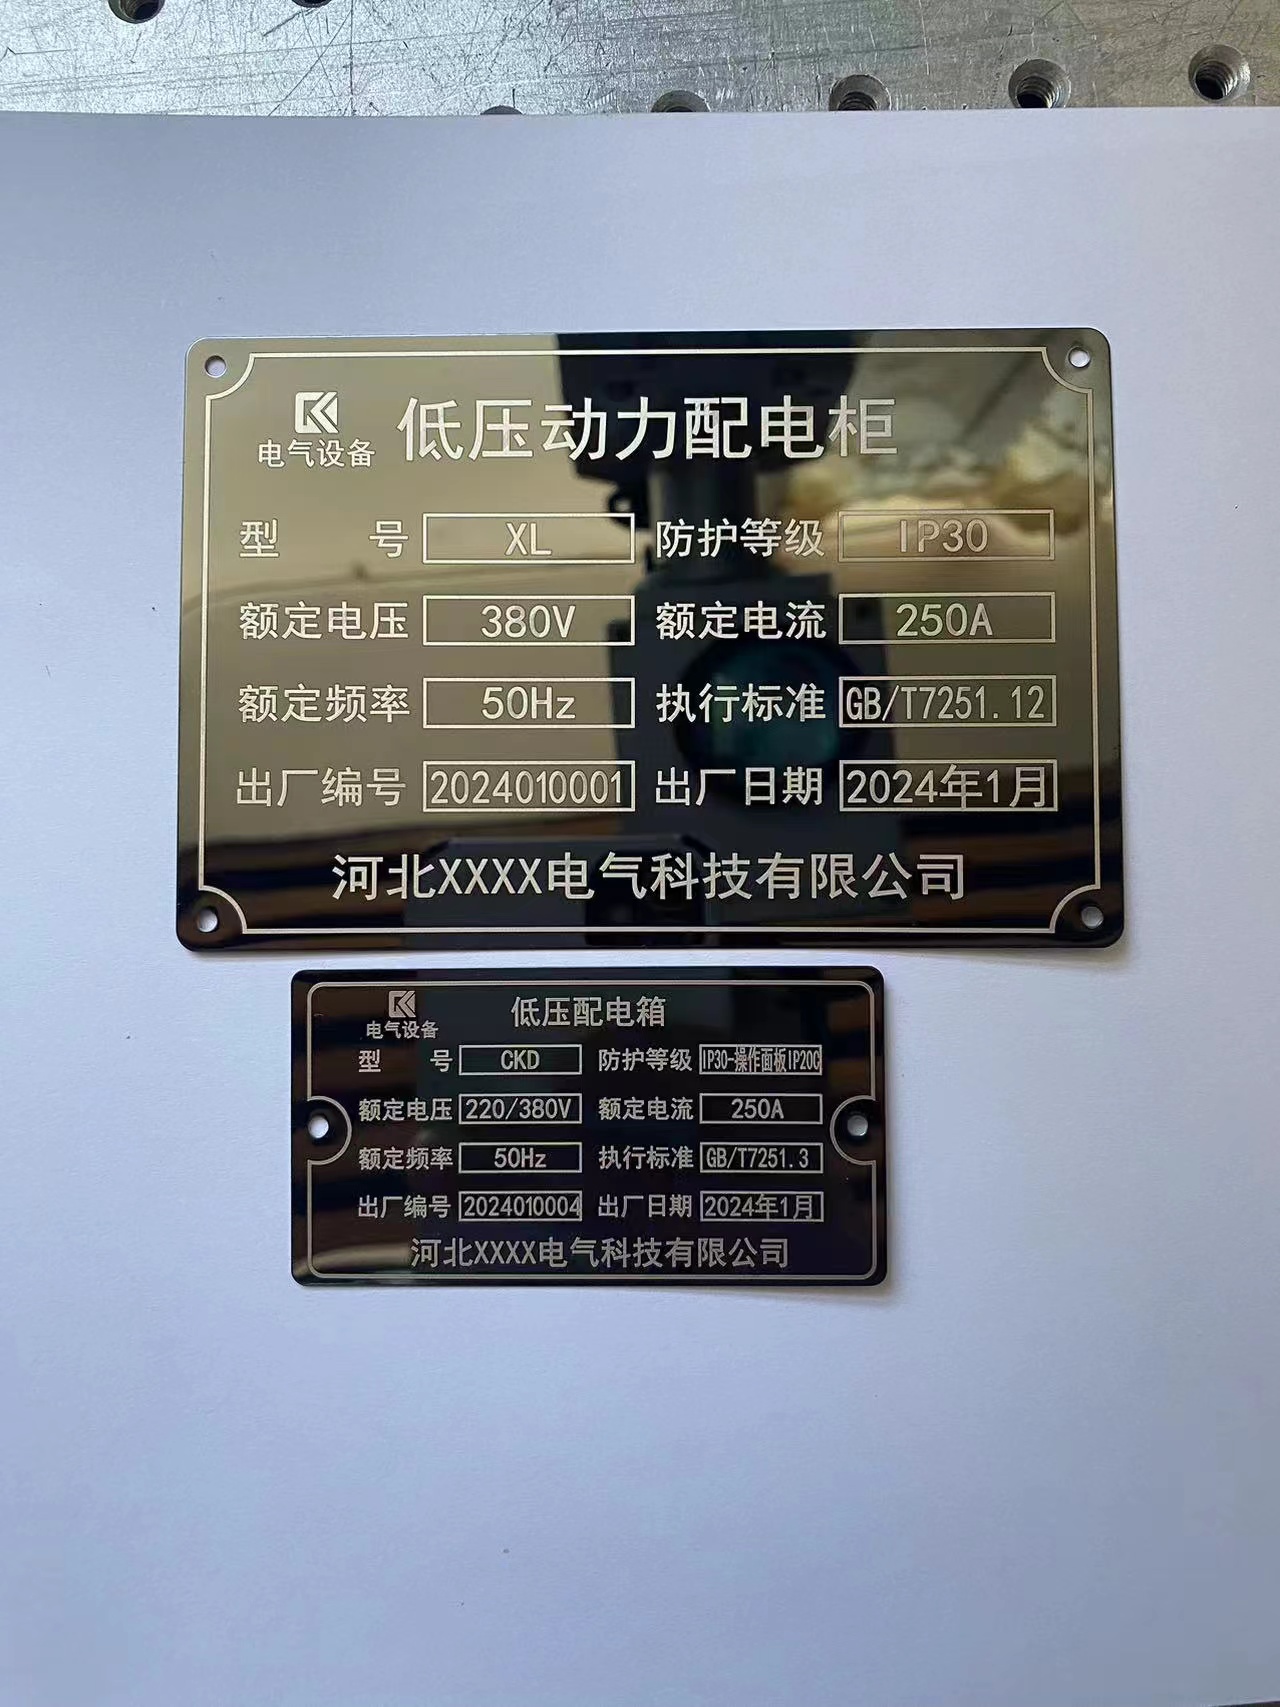 电气设备 低压动力配电柜
型 号 XL 防护等级 IP30
额定电压 380V 额定电流 250A
额定频率 50Hz 执行标准 GB/T7251.12
出厂编号 2024010001 出厂日期 2024年1月
河北XXXX电气科技有限公司
电气设备 低压配电箱
型 号 CKD 防护等级 IP30-操作面板IP20C
额定电压 220/380V 额定电流 250A
额定频率 50Hz 执行标准 GB/T7251.3
出厂编号 2024010004 出厂日期 2024年1月
河北XXXX电气科技有限公司